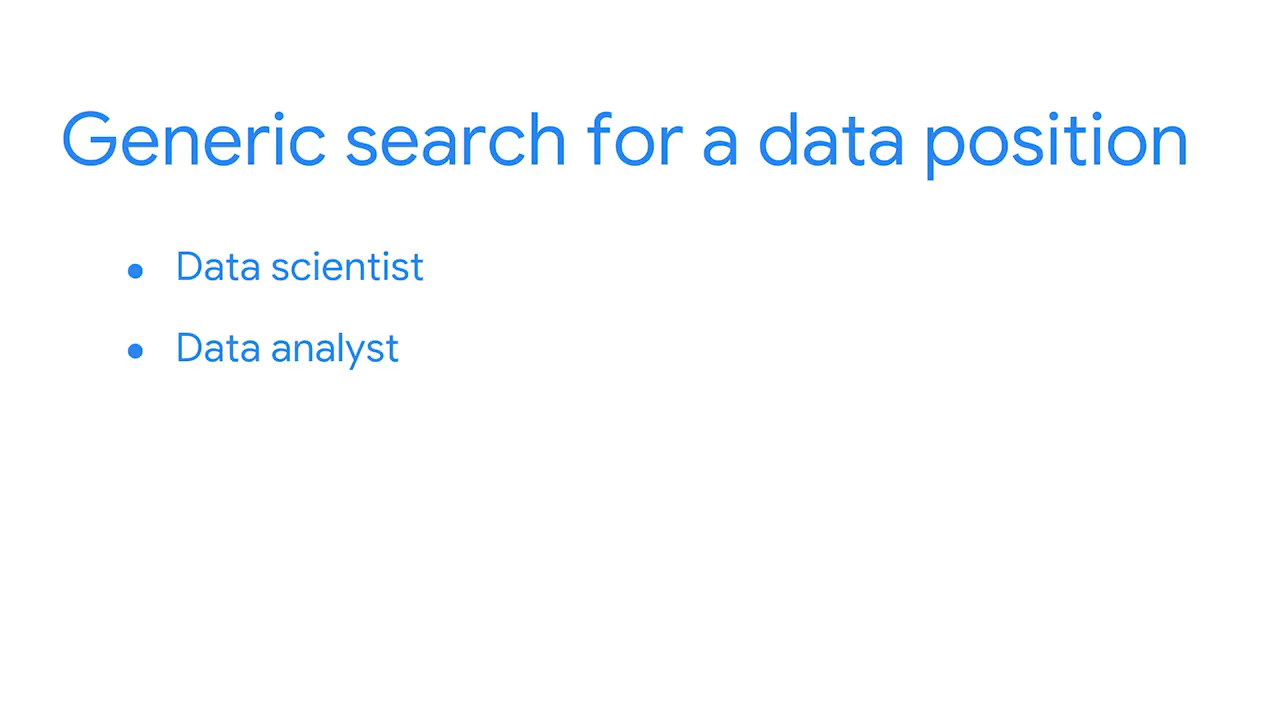 Generic search for a data position
• Data scientist
• Data analyst